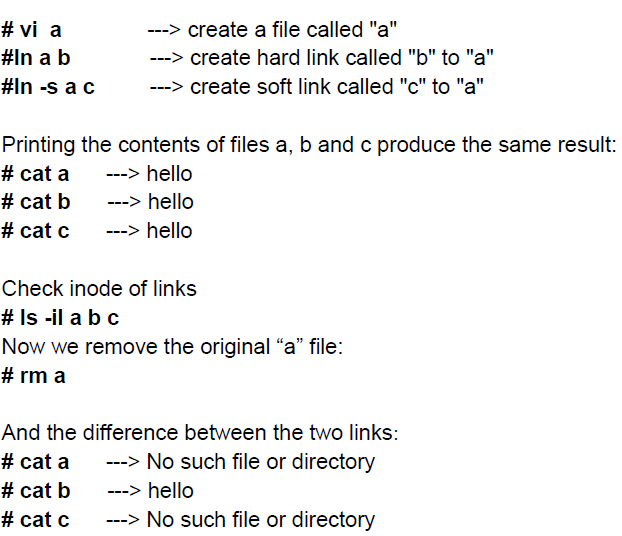 # vi a ---> create a file called "a"
#ln a b ---> create hard link called "b" to "a"
#ln -s a c ---> create soft link called "c" to "a"
Printing the contents of files a, b and c produce the same result:
# cat a ---> hello
# cat b ---> hello
# cat c ---> hello
Check inode of links
# ls -il a b c
Now we remove the original “a” file:
# rm a
And the difference between the two links:
# cat a ---> No such file or directory
# cat b ---> hello
# cat c ---> No such file or directory